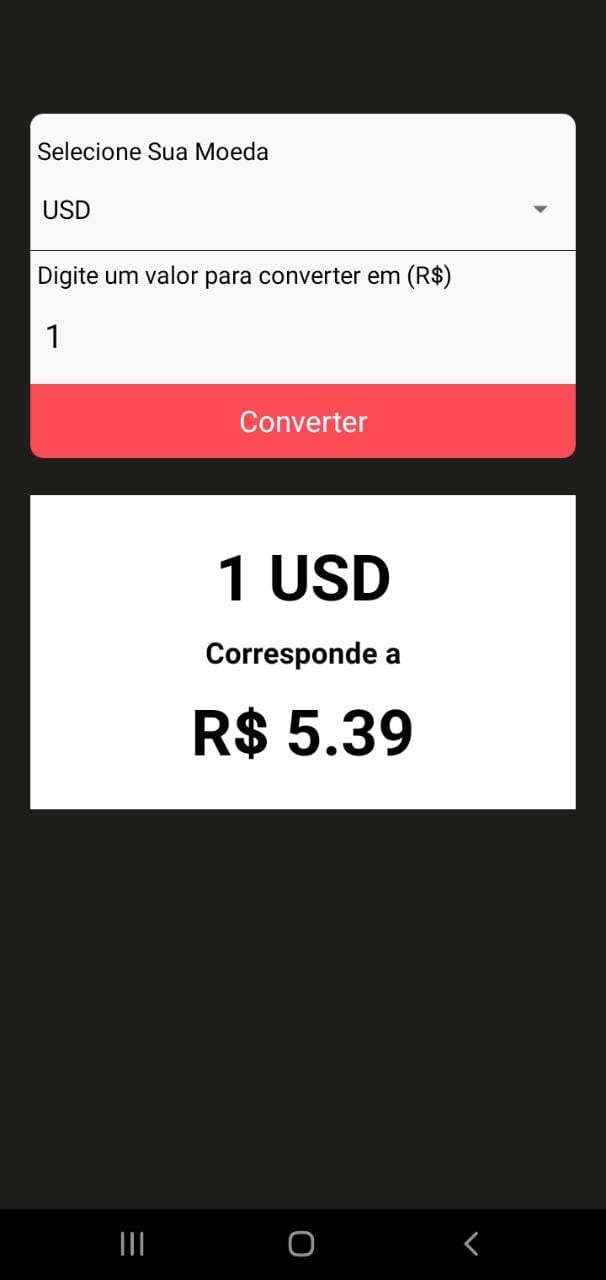 Selecione Sua Moeda
USD
Digite um valor para converter em (R$)
1
Converter
1 USD
Corresponde a
R$ 5.39